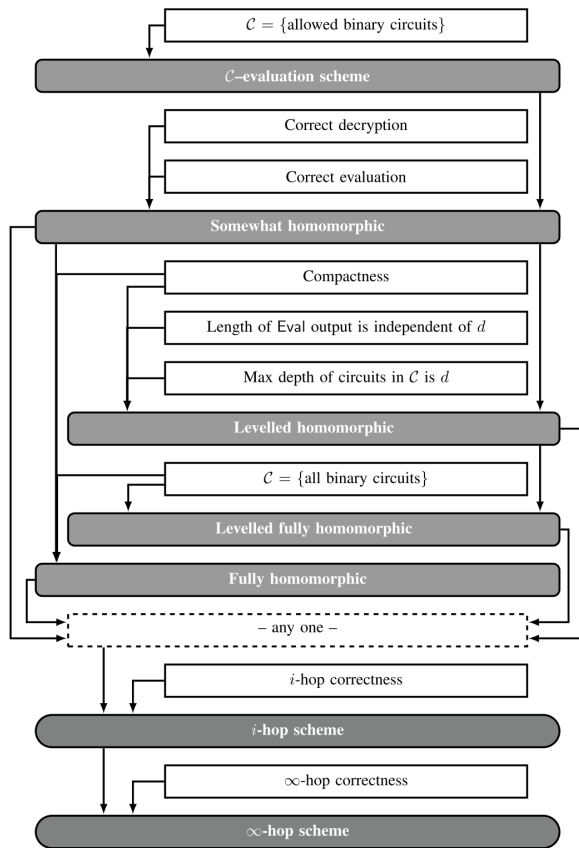 𝒞 = {allowed binary circuits}
𝒞–evaluation scheme
Correct decryption
Correct evaluation
Somewhat homomorphic
Compactness
Length of Eval output is independent of d
Max depth of circuits in 𝒞 is d
Levelled homomorphic
𝒞 = {all binary circuits}
Levelled fully homomorphic
Fully homomorphic
– any one –
i-hop correctness
i-hop scheme
∞-hop correctness
∞-hop scheme